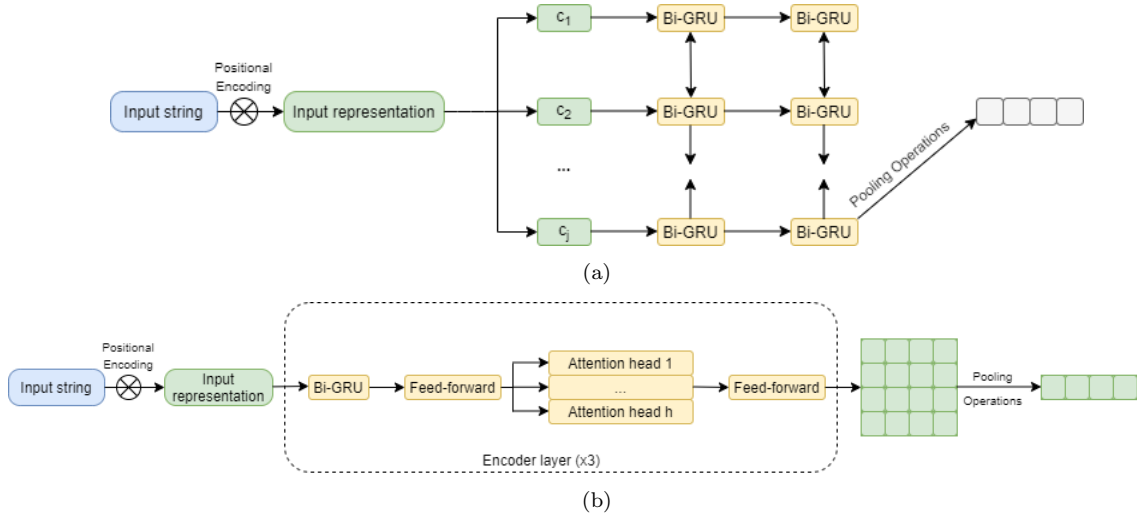 c1
Bi-GRU
Bi-GRU
Positional
Encoding
Input string
Input representation
c2
Bi-GRU
Bi-GRU
Pooling Operations
...
cj
Bi-GRU
Bi-GRU
(a)
Positional
Encoding
Input string
Input
representation
Bi-GRU
Feed-forward
Attention head 1
...
Attention head h
Feed-forward
Pooling
Operations
Encoder layer (x3)
(b)